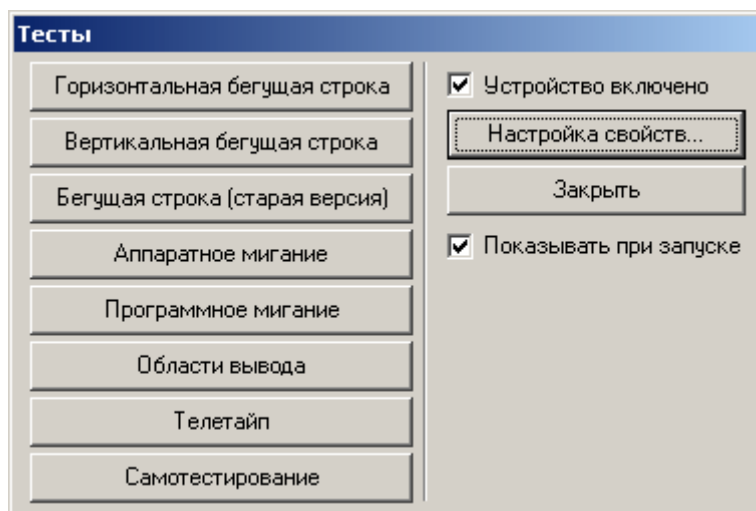 Тесты
Горизонтальная бегущая строка
Вертикальная бегущая строка
Бегущая строка (старая версия)
Аппаратное мигание
Программное мигание
Области вывода
Телетайп
Самотестирование
Устройство включено
Настройка свойств...
Закрыть
Показывать при запуске